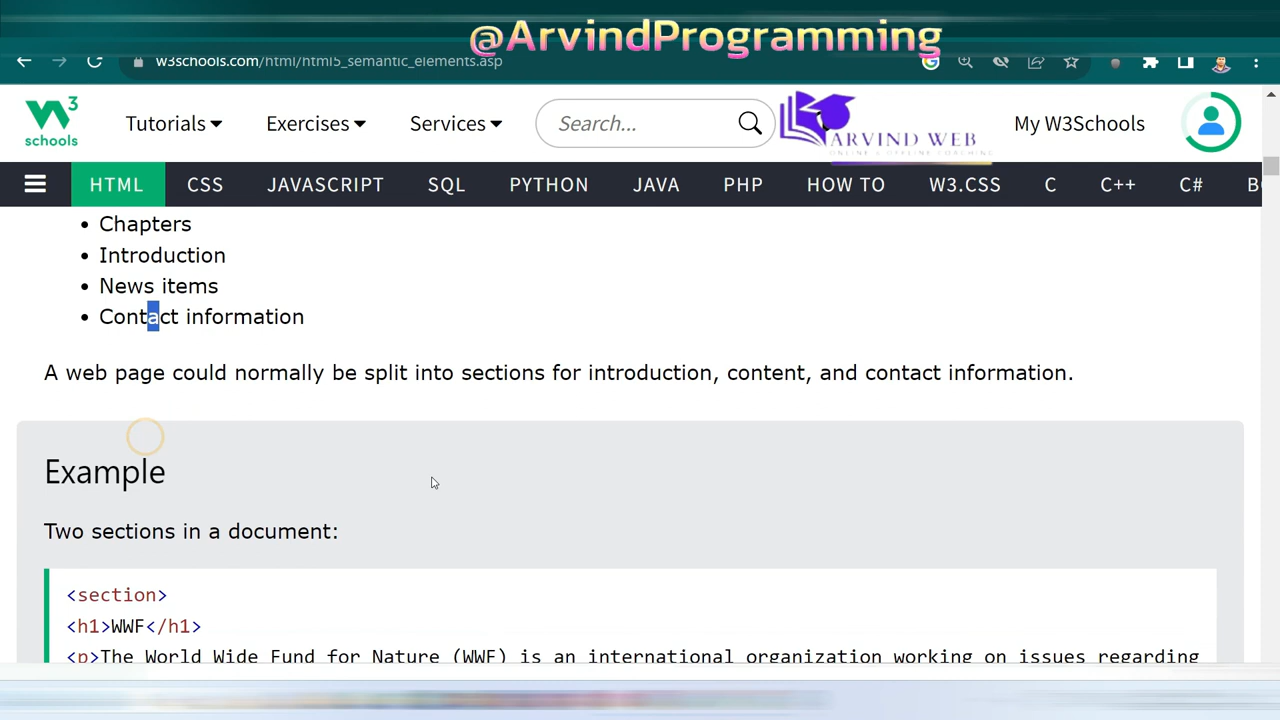 @ArvindProgramming
w3schools.com/html/html5_semantic_elements.asp
W3 schools
Tutorials Exercises Services Search... ARVIND WEB My W3Schools
HTML CSS JAVASCRIPT SQL PYTHON JAVA PHP HOW TO W3.CSS C C++ C#
• Chapters
• Introduction
• News items
• Contact information
A web page could normally be split into sections for introduction, content, and contact information.
Example
Two sections in a document:
<section>
<h1>WWF</h1>
<p>The World Wide Fund for Nature (WWF) is an international organization working on issues regarding